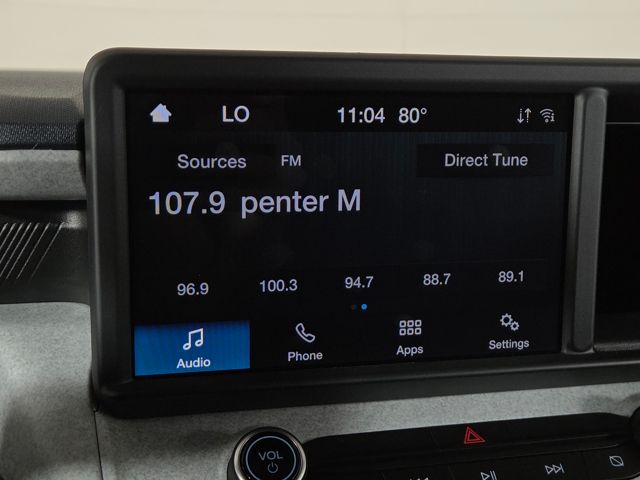 LO 11:04 80°
Sources FM Direct Tune
107.9 penter M
96.9 100.3 94.7 88.7 89.1
Audio Phone Apps Settings
VOL